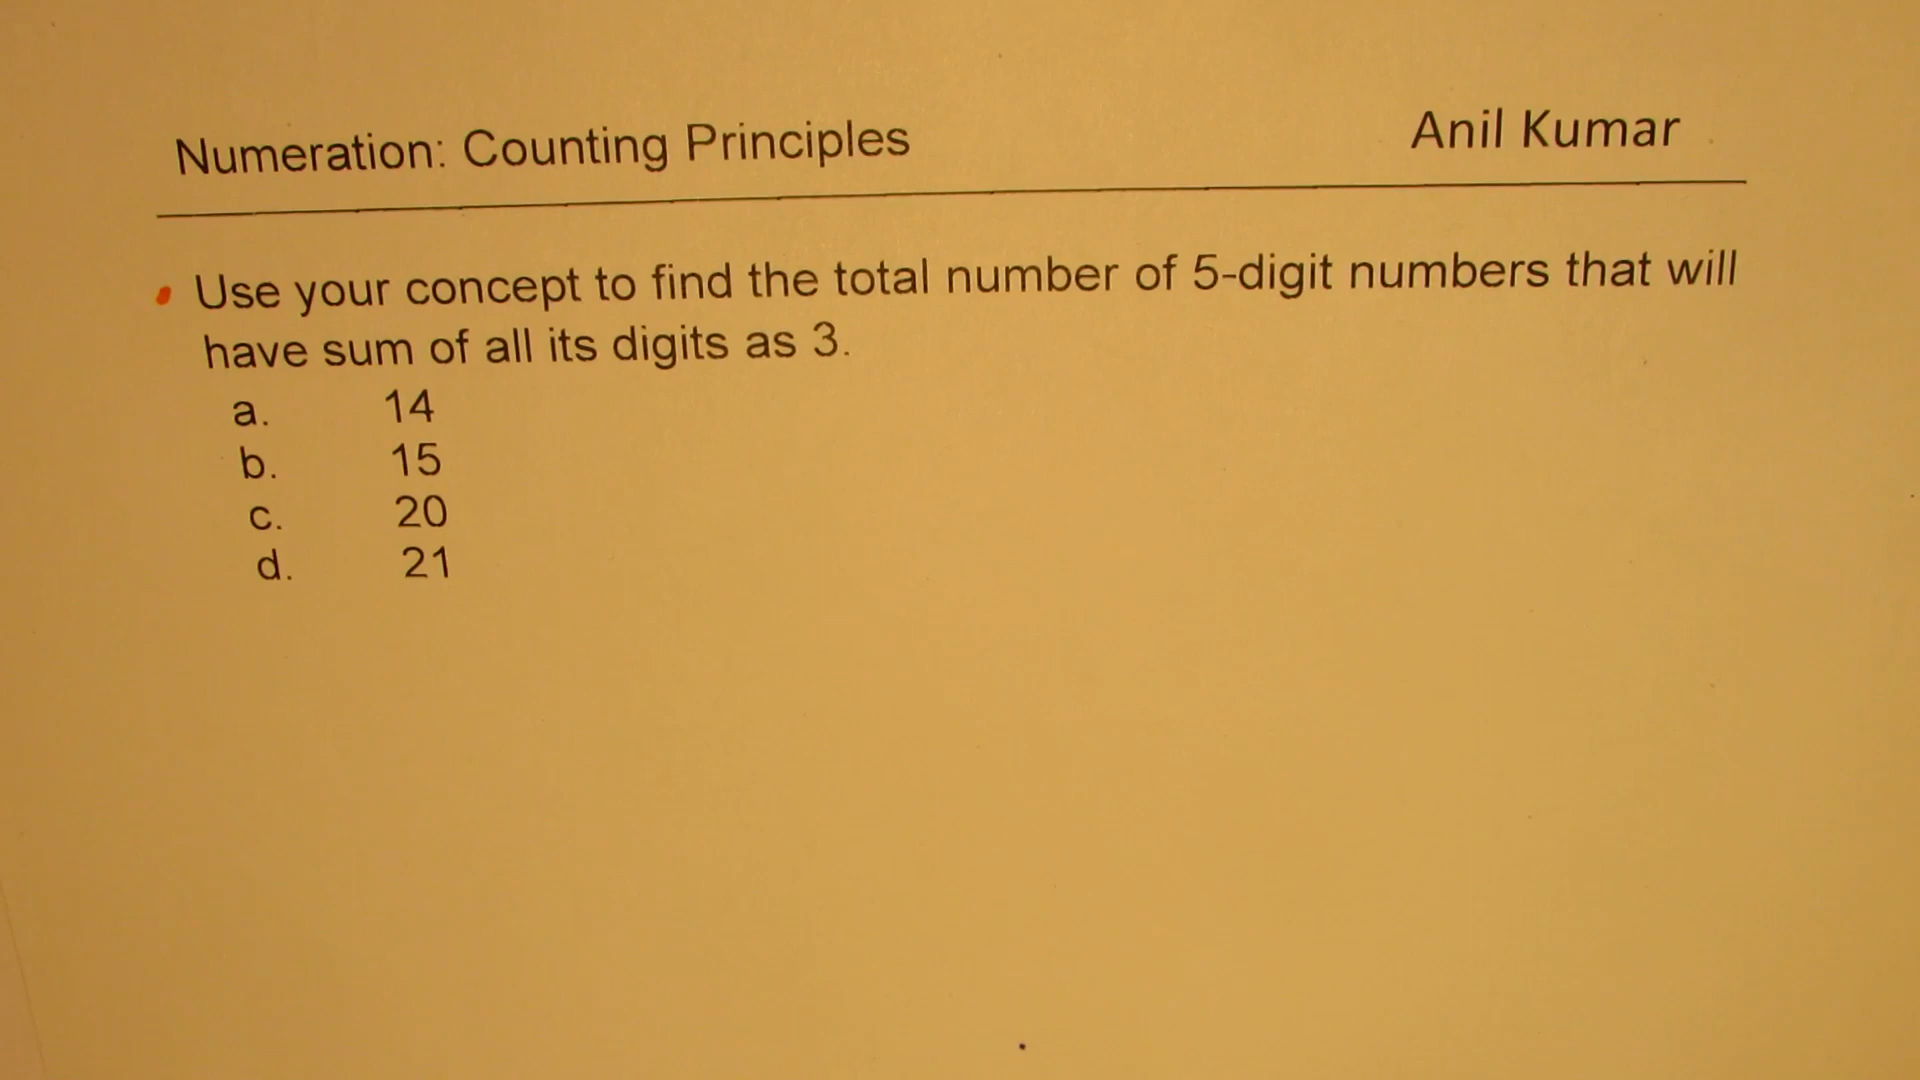 Numeration: Counting Principles
Anil Kumar
Use your concept to find the total number of 5-digit numbers that will
have sum of all its digits as 3.
a. 14
b. 15
c. 20
d. 21